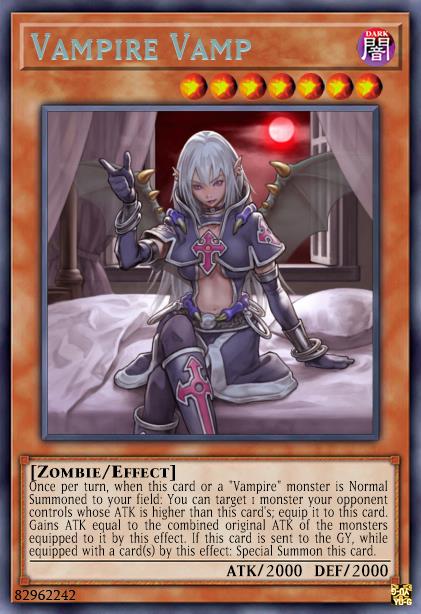 Vampire Vamp
DARK
闇
[Zombie/Effect]
Once per turn, when this card or a "Vampire" monster is Normal
Summoned to your field: You can target 1 monster your opponent
controls whose ATK is higher than this card's; equip it to this card.
Gains ATK equal to the combined original ATK of the monsters
equipped to it by this effect. If this card is sent to the GY, while
equipped with a card(s) by this effect: Special Summon this card.
ATK/2000 DEF/2000
82962242